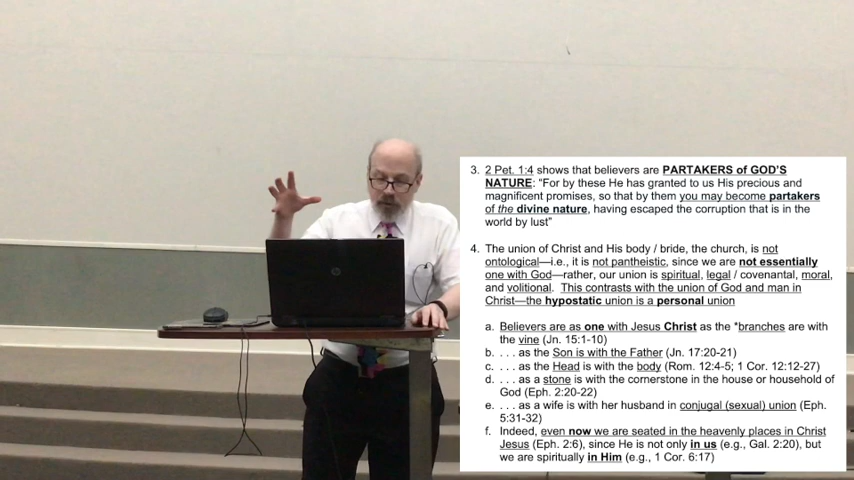 3. 2 Pet. 1:4 shows that believers are PARTAKERS of GOD'S
NATURE: “For by these He has granted to us His precious and
magnificent promises, so that by them you may become partakers
of the divine nature, having escaped the corruption that is in the
world by lust”
4. The union of Christ and His body / bride, the church, is not
ontological—i.e., it is not pantheistic, since we are not essentially
one with God—rather, our union is spiritual, legal / covenantal, moral,
and volitional. This contrasts with the union of God and man in
Christ—the hypostatic union is a personal union
a. Believers are as one with Jesus Christ as the *branches are with
the vine (Jn. 15:1-10)
b. . . . as the Son is with the Father (Jn. 17:20-21)
c. . . . as the Head is with the body (Rom. 12:4-5; 1 Cor. 12:12-27)
d. . . . as a stone is with the cornerstone in the house or household of
God (Eph. 2:20-22)
e. . . . as a wife is with her husband in conjugal (sexual) union (Eph.
5:31-32)
f. Indeed, even now we are seated in the heavenly places in Christ
Jesus (Eph. 2:6), since He is not only in us (e.g., Gal. 2:20), but
we are spiritually in Him (e.g., 1 Cor. 6:17)